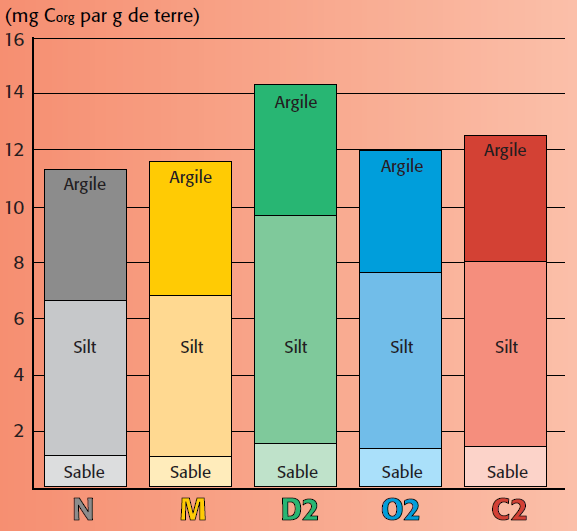 (mg Corg par g de terre)
16
14
12
10
8
6
4
2
Argile
Silt
Sable
N
Argile
Silt
Sable
M
Argile
Silt
Sable
D2
Argile
Silt
Sable
O2
Argile
Silt
Sable
C2